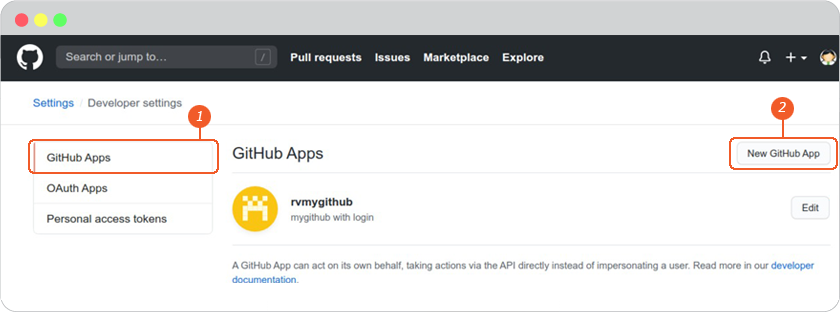 Search or jump to...
/
Pull requests
Issues
Marketplace
Explore
Settings / Developer settings
1
2
GitHub Apps
OAuth Apps
Personal access tokens
GitHub Apps
New GitHub App
rvmygithub
mygithub with login
Edit
A GitHub App can act on its own behalf, taking actions via the API directly instead of impersonating a user. Read more in our developer
documentation.